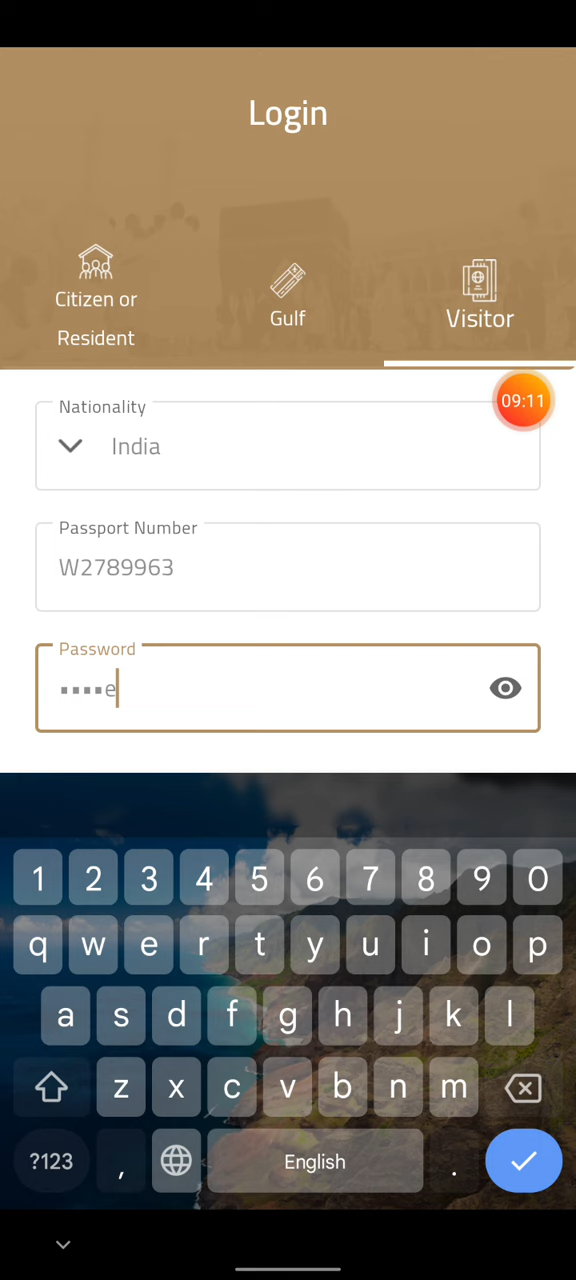 Login
Citizen or
Resident
Gulf
Visitor
09:11
Nationality
India
Passport Number
W2789963
Password
▪▪▪▪e
1 2 3 4 5 6 7 8 9 0
q w e r t y u i o p
a s d f g h j k l
z x c v b n m
?123 , English .